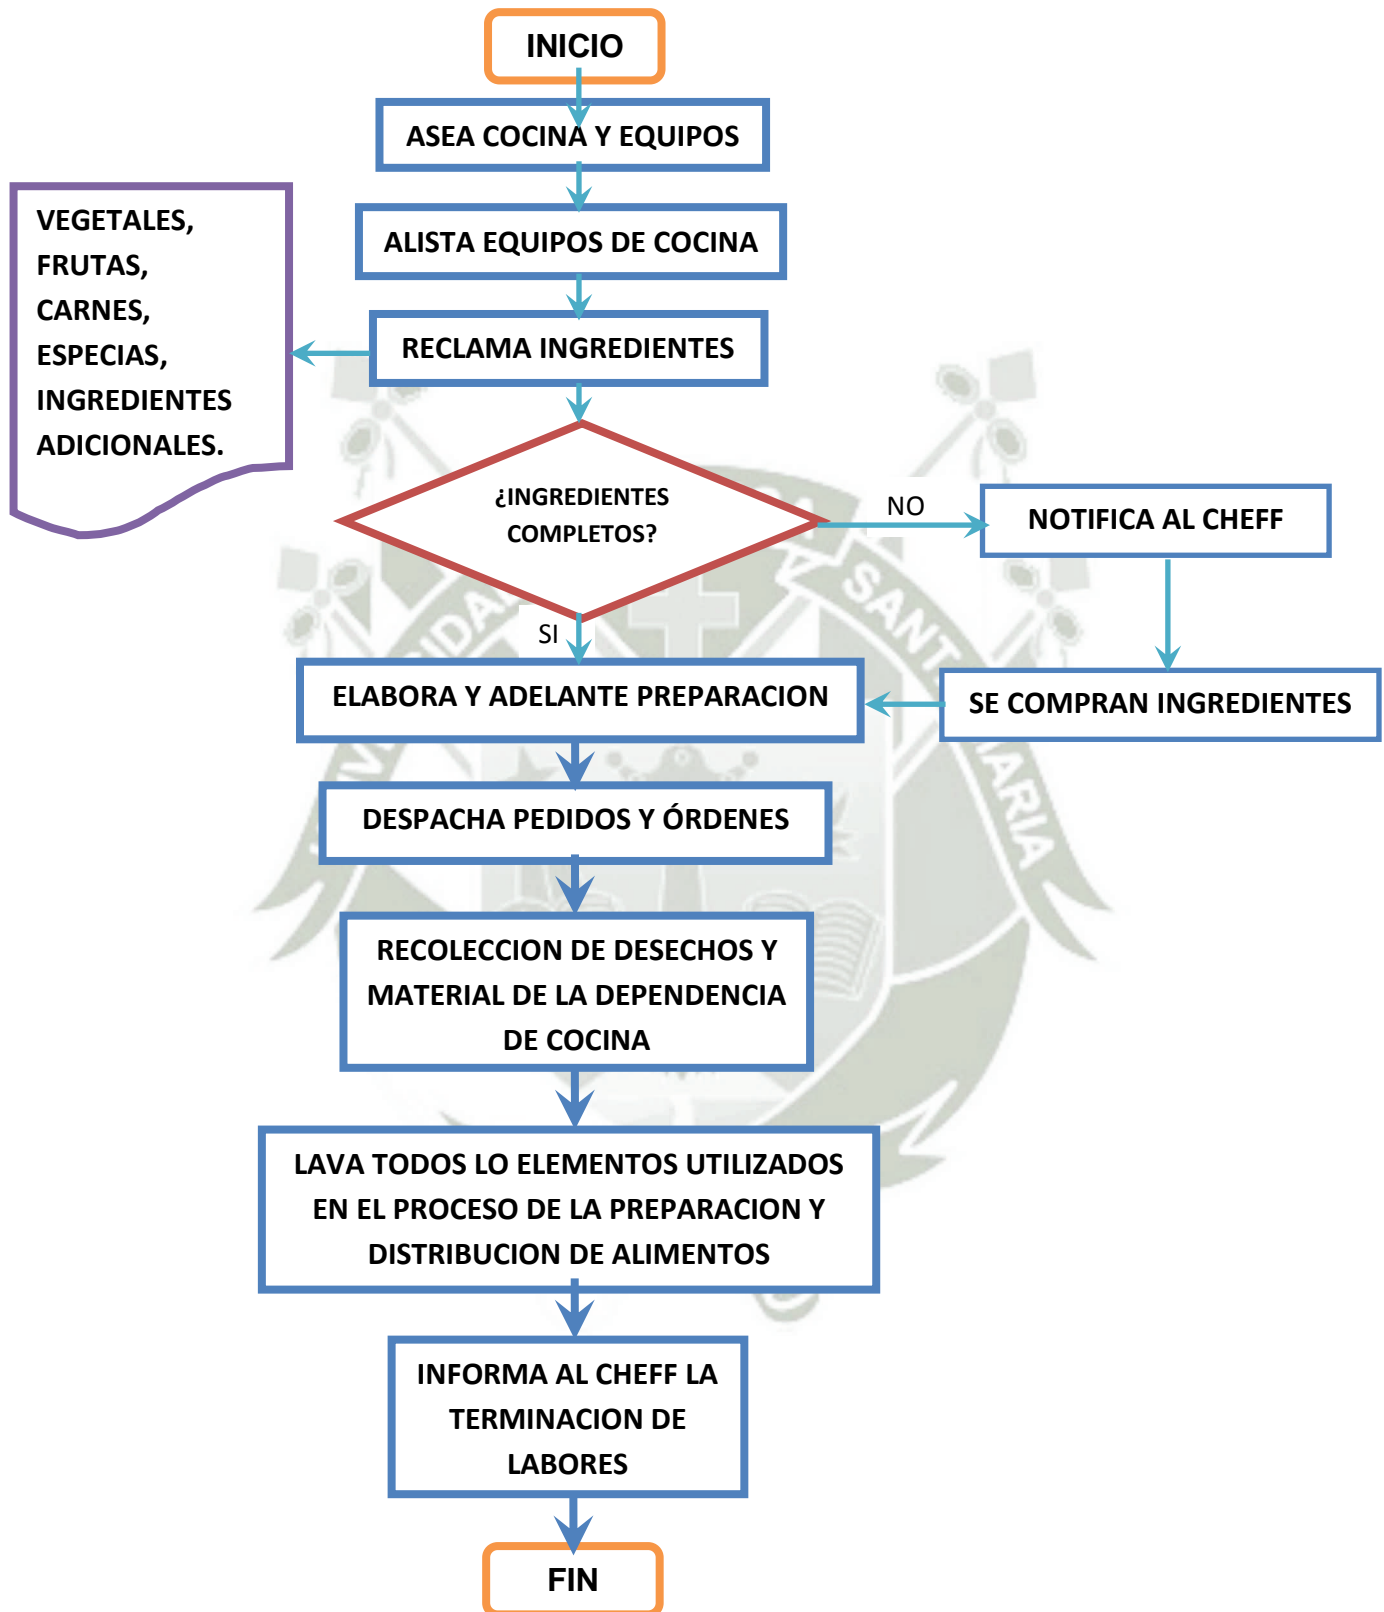 INICIO
ASEA COCINA Y EQUIPOS
ALISTA EQUIPOS DE COCINA
VEGETALES,
FRUTAS,
CARNES,
ESPECIAS,
INGREDIENTES
ADICIONALES.
RECLAMA INGREDIENTES
¿INGREDIENTES
COMPLETOS?
NO
NOTIFICA AL CHEFF
SI
ELABORA Y ADELANTE PREPARACION
SE COMPRAN INGREDIENTES
DESPACHA PEDIDOS Y ÓRDENES
RECOLECCION DE DESECHOS Y
MATERIAL DE LA DEPENDENCIA
DE COCINA
LAVA TODOS LO ELEMENTOS UTILIZADOS
EN EL PROCESO DE LA PREPARACION Y
DISTRIBUCION DE ALIMENTOS
INFORMA AL CHEFF LA
TERMINACION DE
LABORES
FIN